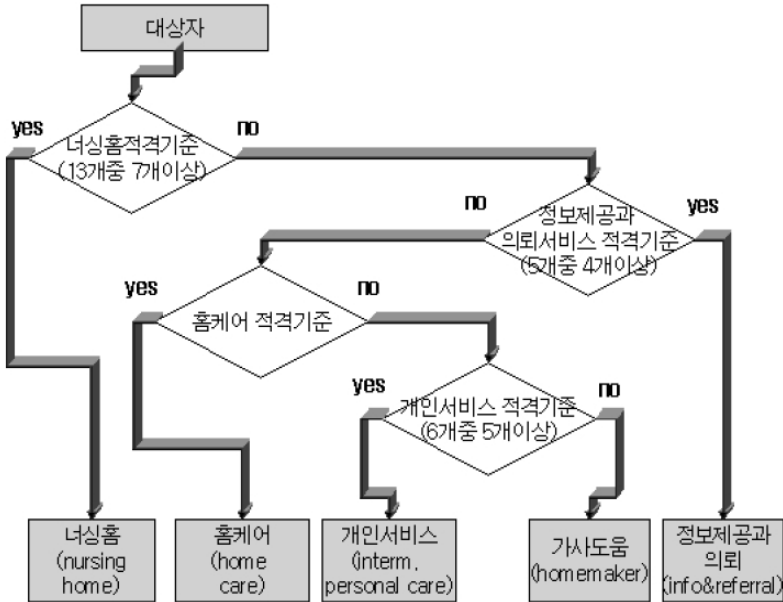 대상자
yes
no
너싱홈적격기준
(13개중 7개이상)
no
yes
정보제공과
의뢰서비스 적격기준
(5개중 4개이상)
yes
no
홈케어 적격기준
yes
no
개인서비스 적격기준
(6개중 5개이상)
너싱홈
(nursing
home)
홈케어
(home
care)
개인서비스
(interm,
personal care)
가사도움
(homemaker)
정보제공과
의뢰
(info&referral)